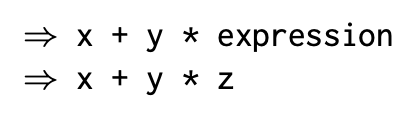 ⇒ x + y * expression
⇒ x + y * z